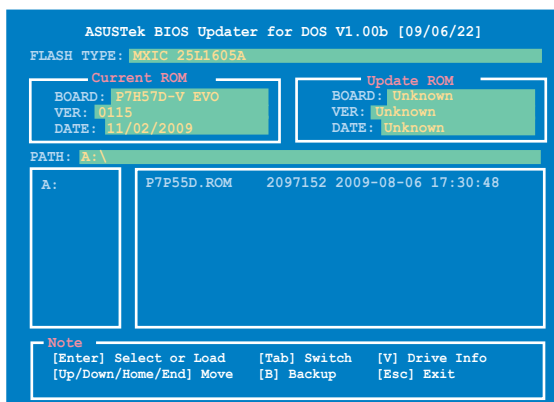 ASUSTek BIOS Updater for DOS V1.00b [09/06/22]
FLASH TYPE: MXIC 25L1605A
Current ROM
BOARD: P7H57D-V EVO
VER: 0115
DATE: 11/02/2009
Update ROM
BOARD: Unknown
VER: Unknown
DATE: Unknown
PATH: A:\
A:
P7P55D.ROM 2097152 2009-08-06 17:30:48
Note
[Enter] Select or Load [Tab] Switch [V] Drive Info
[Up/Down/Home/End] Move [B] Backup [Esc] Exit